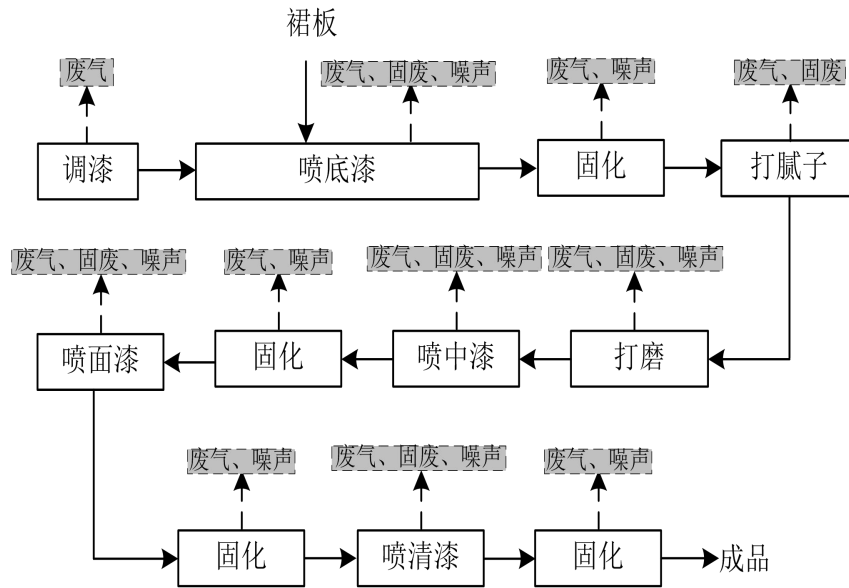 裙板
废气
废气、固废、噪声
废气、噪声
废气、固废
调漆
喷底漆
固化
打腻子
废气、固废、噪声
废气、噪声
废气、固废、噪声
废气、固废、噪声
喷面漆
固化
喷中漆
打磨
废气、噪声
废气、固废、噪声
废气、噪声
固化
喷清漆
固化
成品